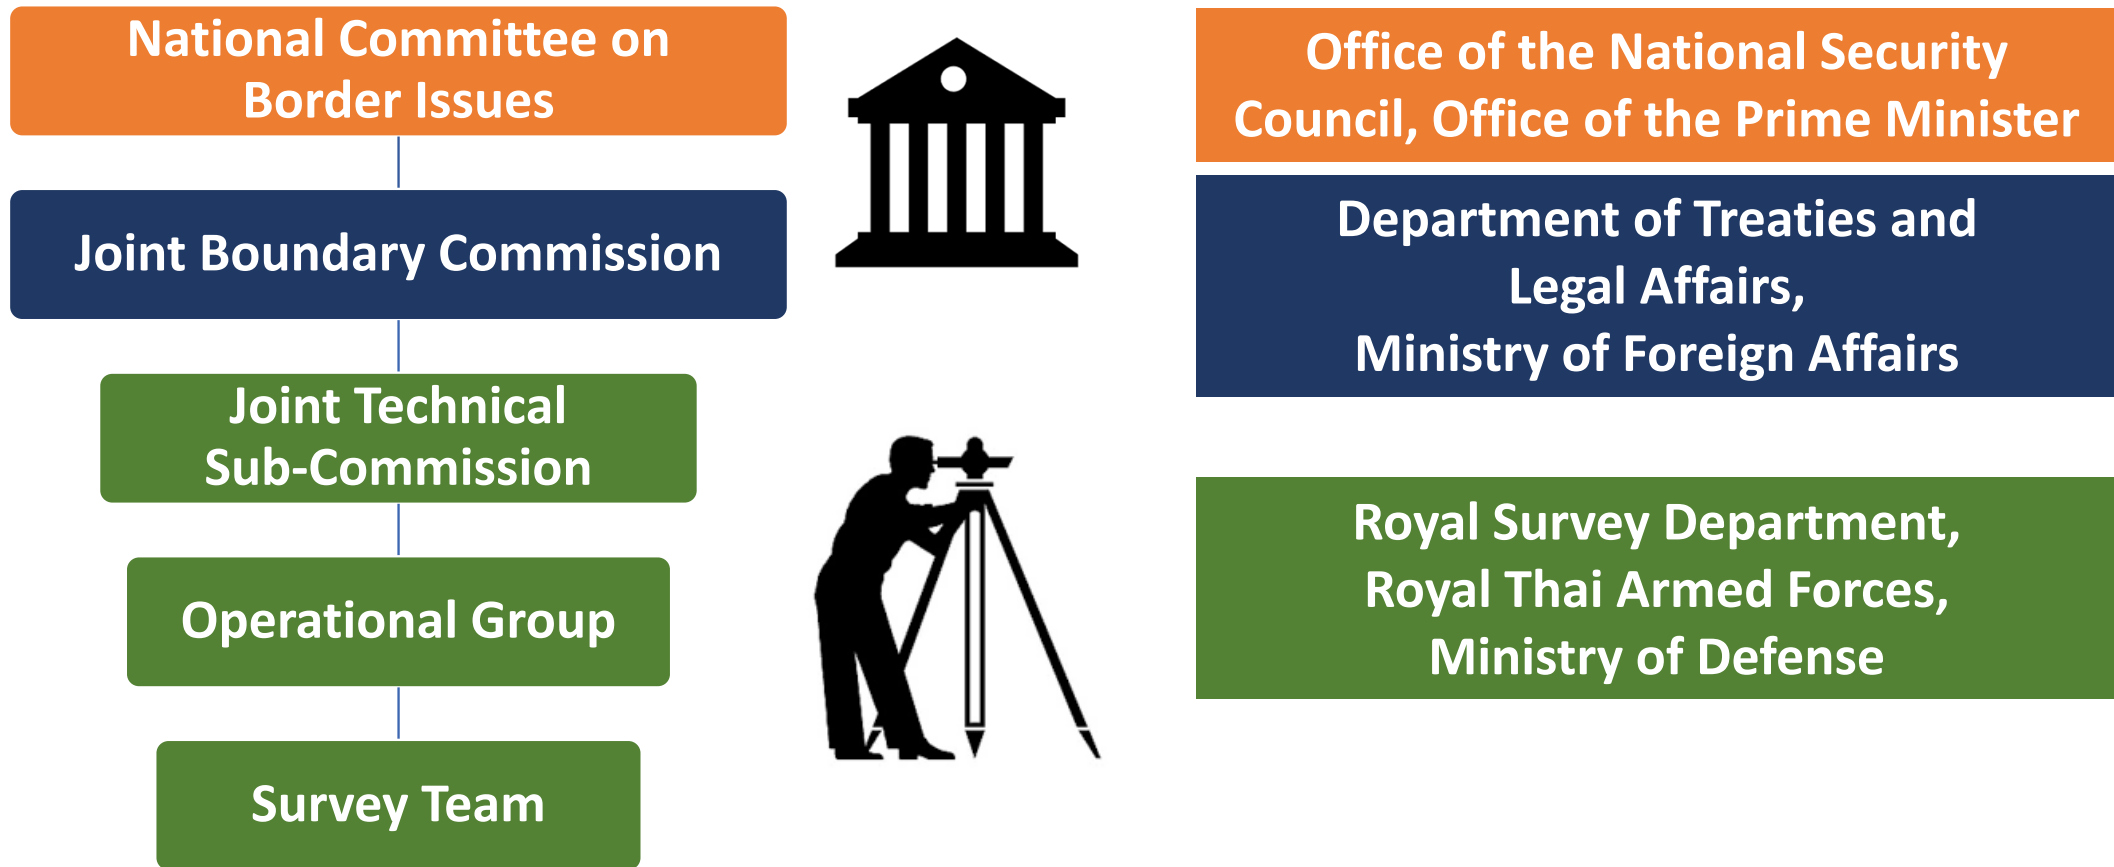 National Committee on
Border Issues
Joint Boundary Commission
Joint Technical
Sub-Commission
Operational Group
Survey Team
Office of the National Security
Council, Office of the Prime Minister
Department of Treaties and
Legal Affairs,
Ministry of Foreign Affairs
Royal Survey Department,
Royal Thai Armed Forces,
Ministry of Defense